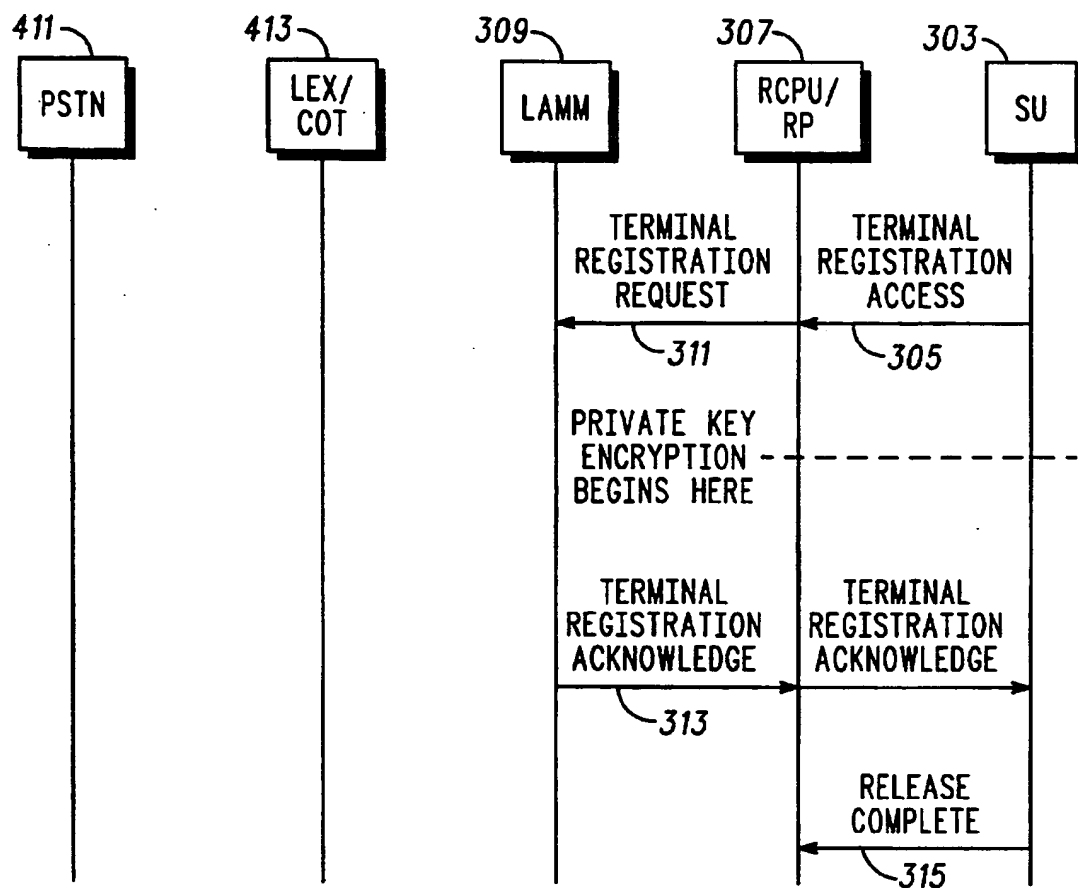 411
413
309
307
303
PSTN
LEX/
COT
LAMM
RCPU/
RP
SU
TERMINAL
REGISTRATION
REQUEST
TERMINAL
REGISTRATION
ACCESS
311
305
PRIVATE KEY
ENCRYPTION
BEGINS HERE
TERMINAL
REGISTRATION
ACKNOWLEDGE
TERMINAL
REGISTRATION
ACKNOWLEDGE
313
RELEASE
COMPLETE
315